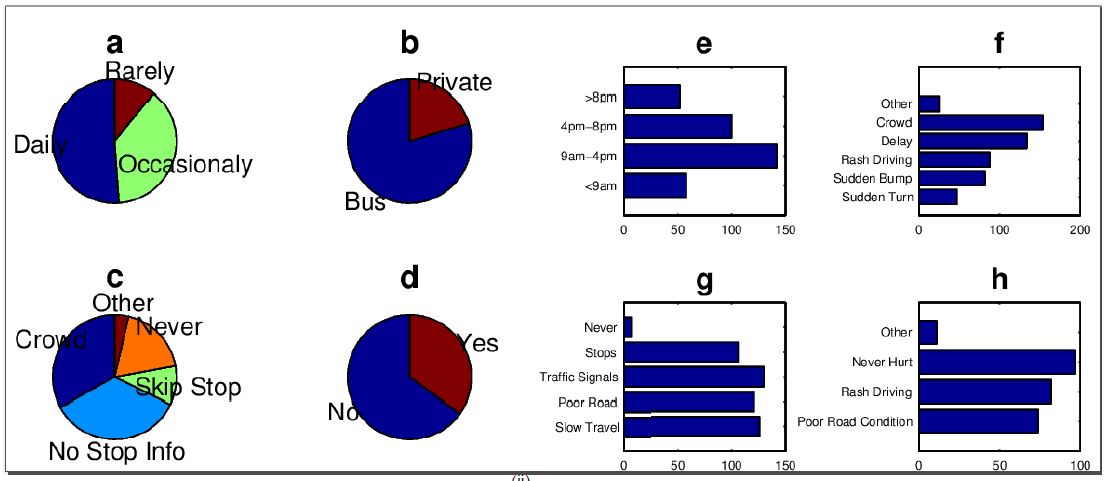 a
Rarely
Daily
Occasionaly
b
Private
Bus
e
>8pm
4pm–8pm
9am–4pm
<9am
0 50 100 150
f
Other
Crowd
Delay
Rash Driving
Sudden Bump
Sudden Turn
0 100 200
c
Other
Never
Crowd
Skip Stop
No Stop Info
d
Yes
No
g
Never
Stops
Traffic Signals
Poor Road
Slow Travel
0 50 100 150
h
Other
Never Hurt
Rash Driving
Poor Road Condition
0 50 100